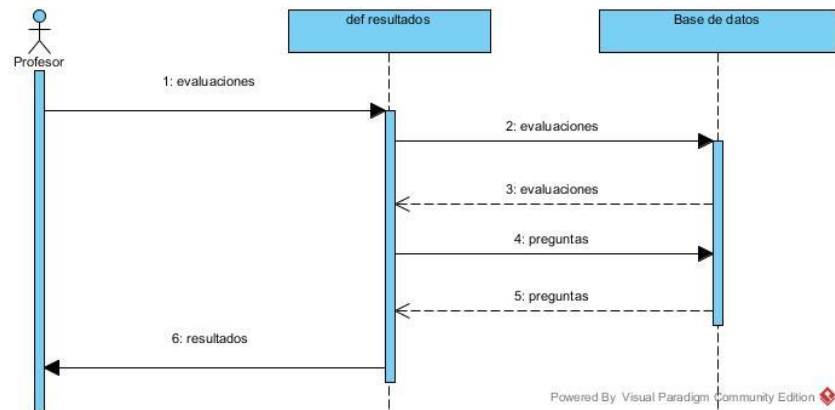 def resultados
Base de datos
Profesor
1: evaluaciones
2: evaluaciones
3: evaluaciones
4: preguntas
5: preguntas
6: resultados
Powered By Visual Paradigm Community Edition